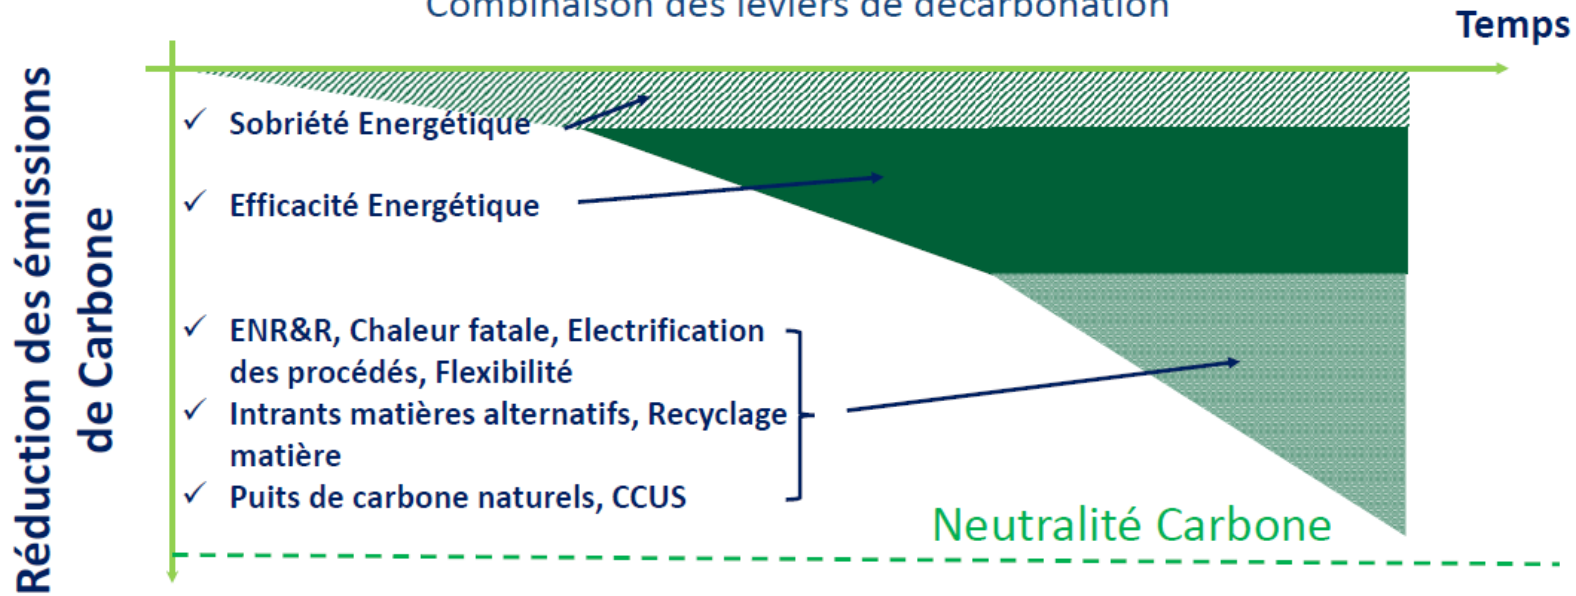 Combinaison des leviers de décarbonation
Temps
Réduction des émissions
de Carbone
✓ Sobriété Energétique
✓ Efficacité Energétique
✓ ENR&R, Chaleur fatale, Electrification
des procédés, Flexibilité
✓ Intrants matières alternatifs, Recyclage
matière
✓ Puits de carbone naturels, CCUS
Neutralité Carbone